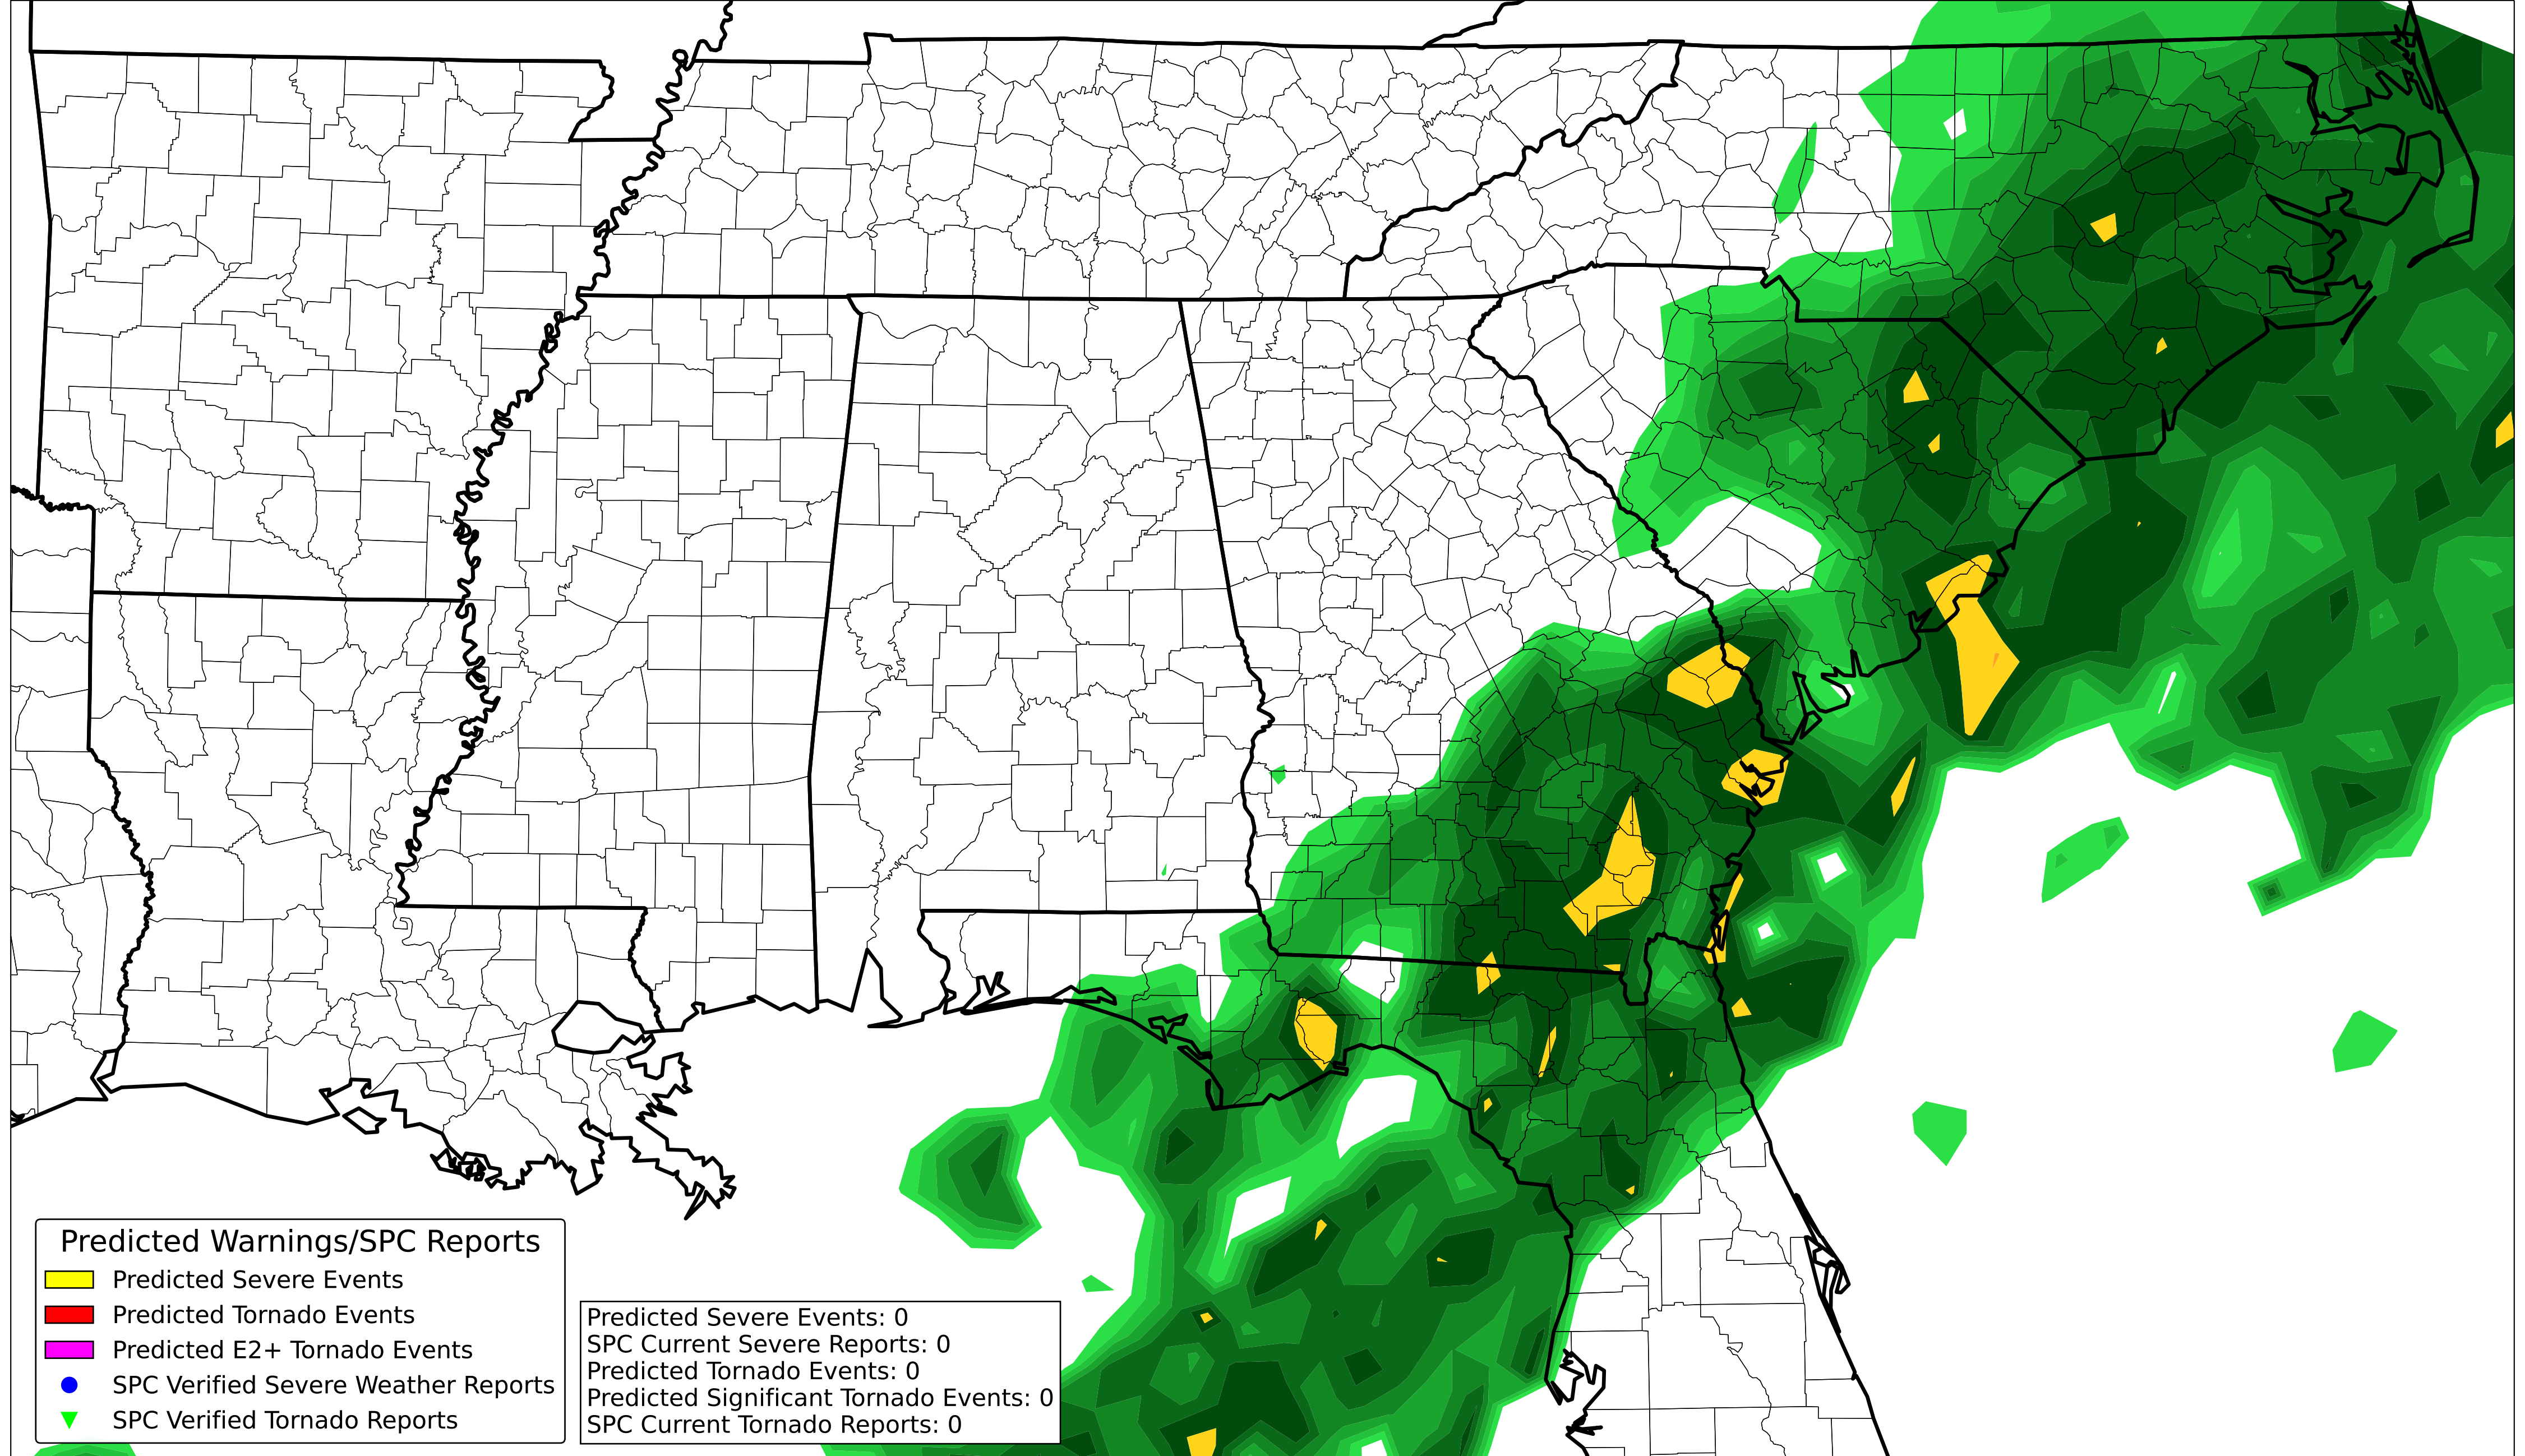 Predicted Warnings/SPC Reports
Predicted Severe Events
Predicted Tornado Events
Predicted E2+ Tornado Events
SPC Verified Severe Weather Reports
SPC Verified Tornado Reports
Predicted Severe Events: 0
SPC Current Severe Reports: 0
Predicted Tornado Events: 0
Predicted Significant Tornado Events: 0
SPC Current Tornado Reports: 0